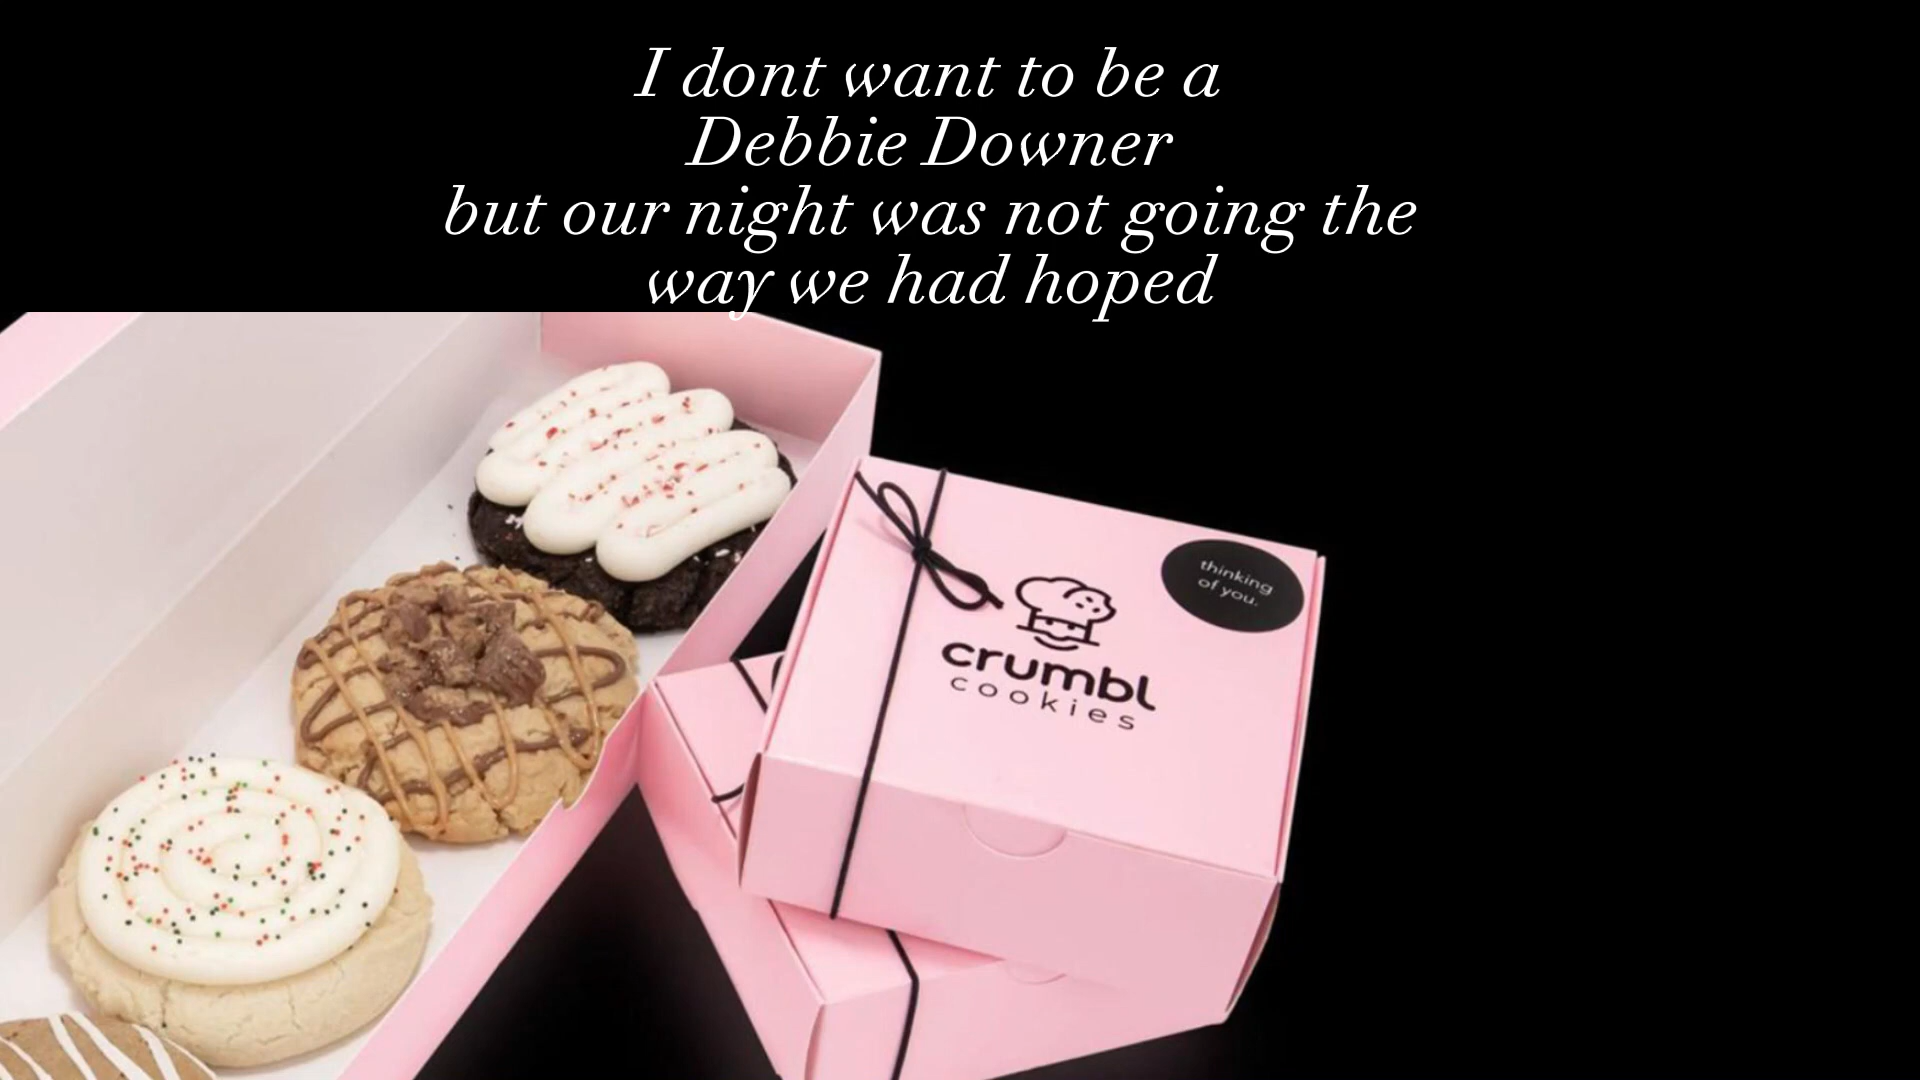 I dont want to be a
Debbie Downer
but our night was not going the
way we had hoped
thinking
of you.
crumbl
cookies